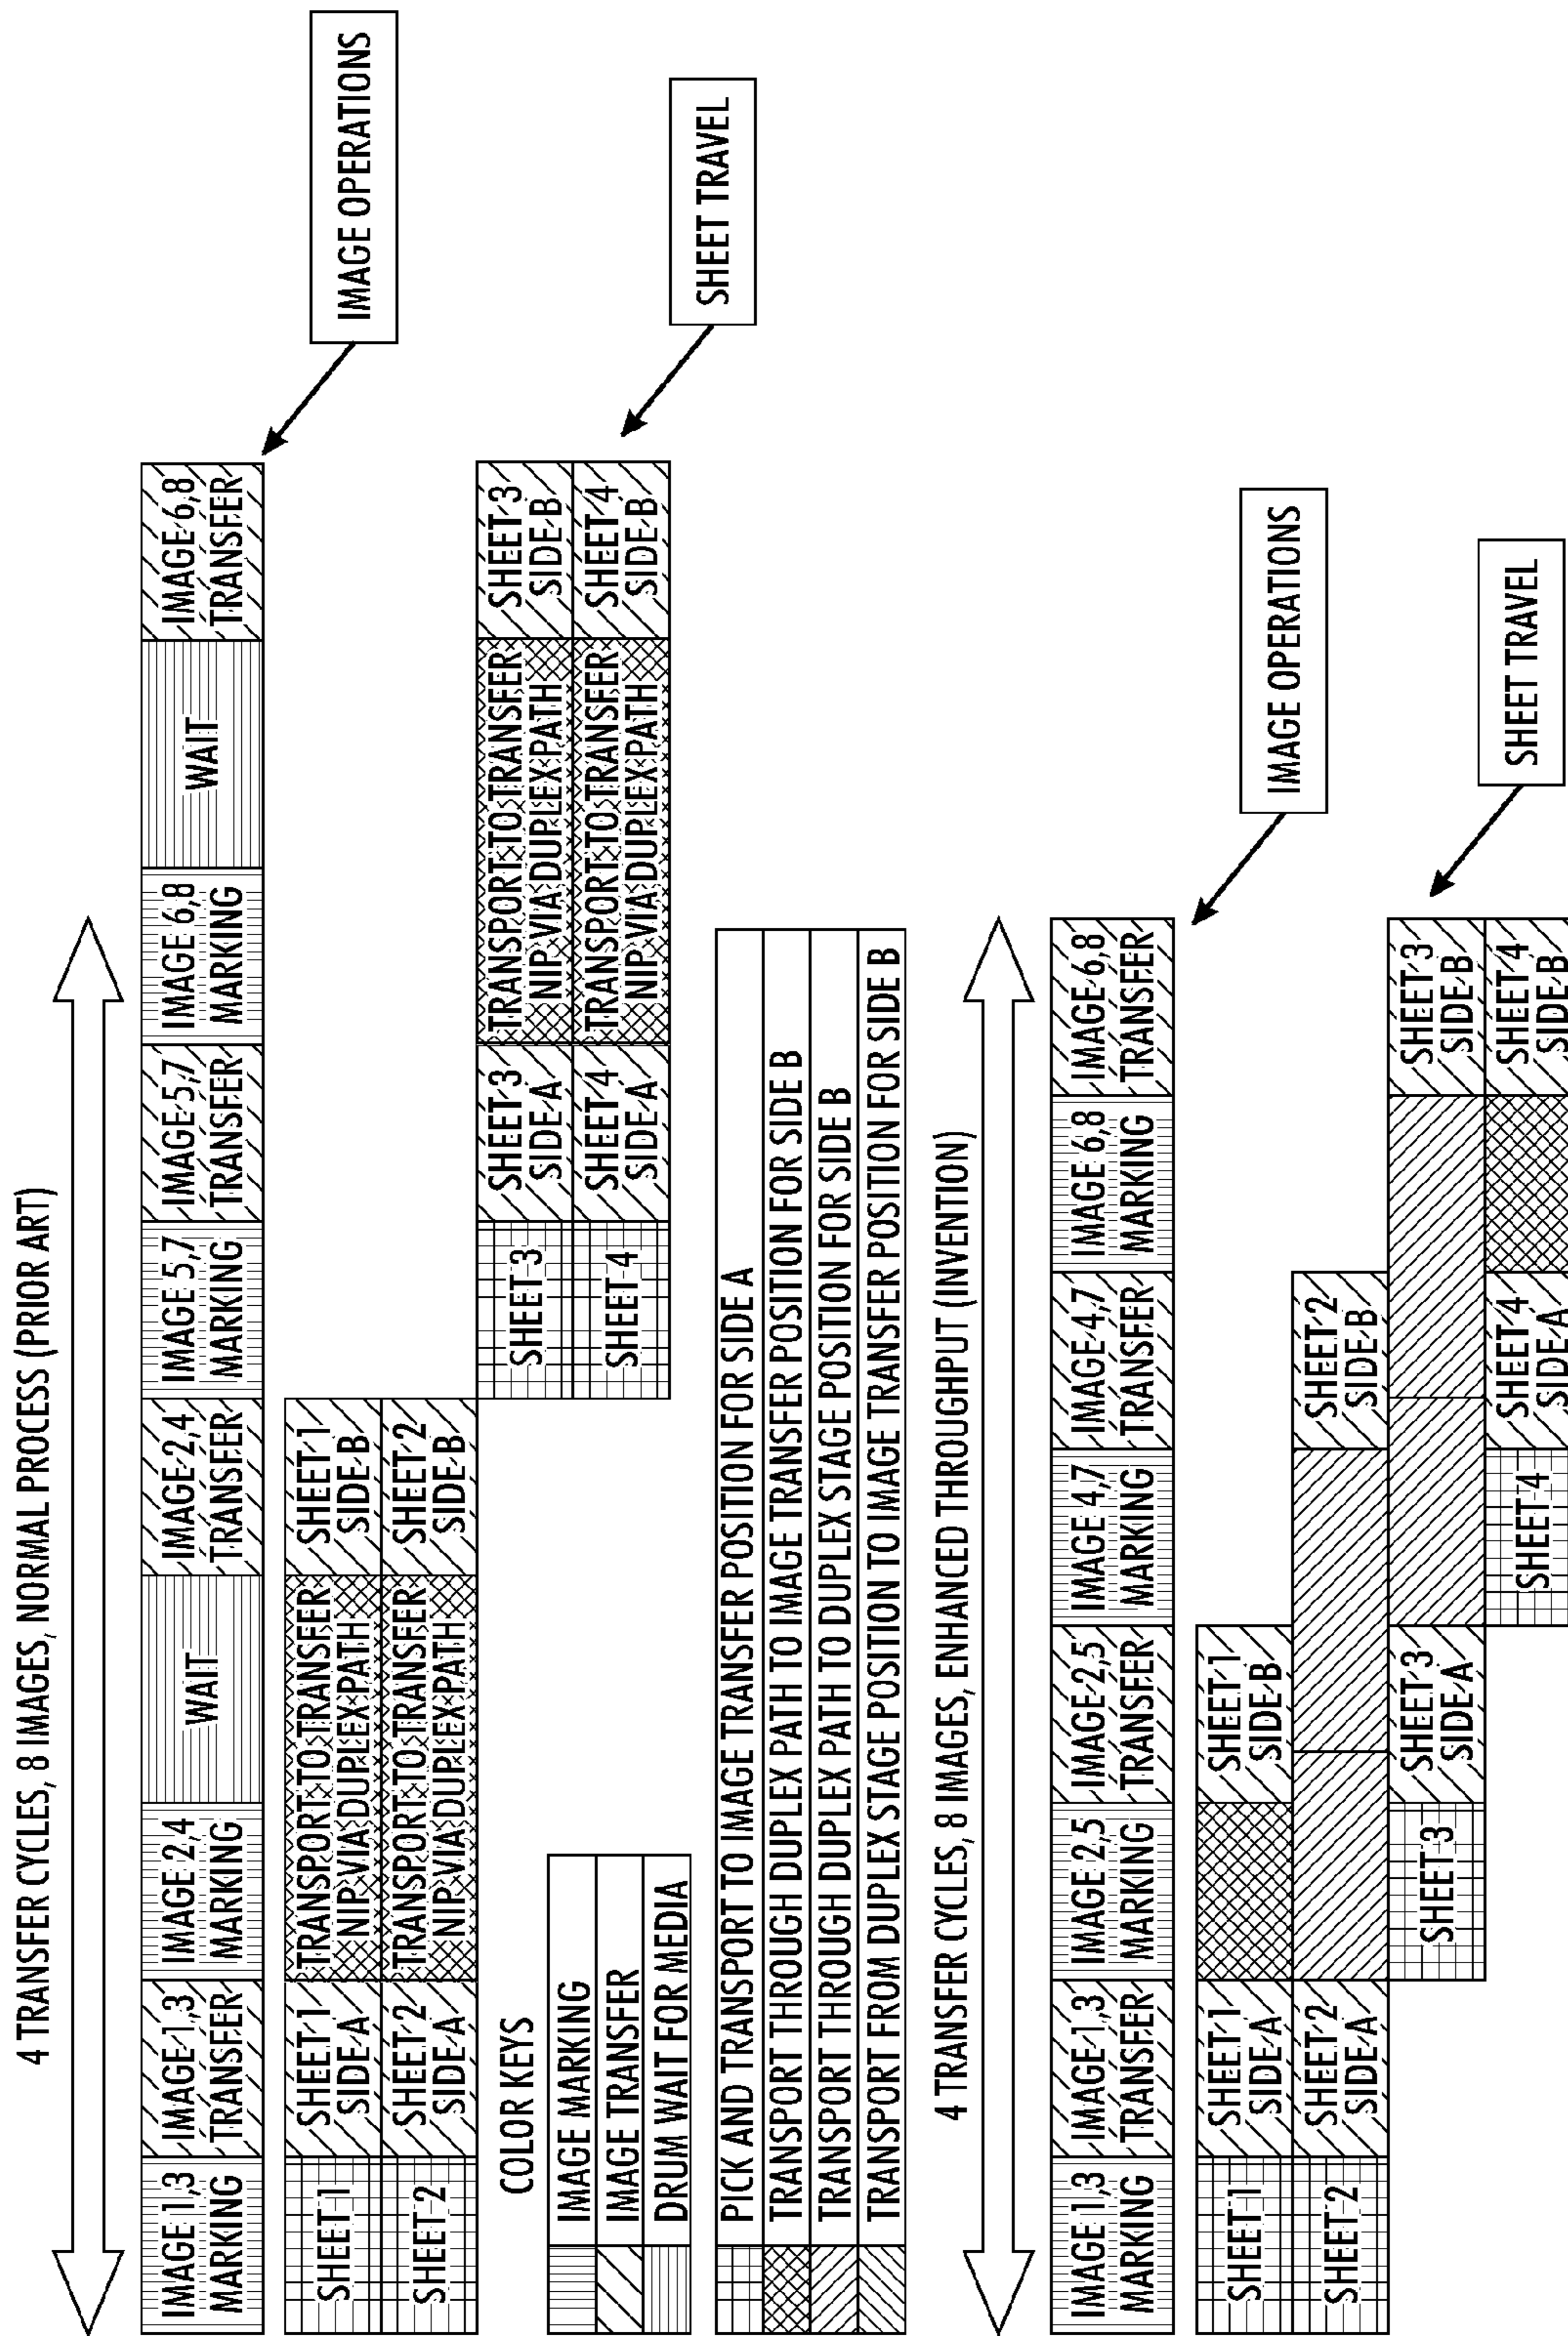 4 TRANSFER CYCLES, 8 IMAGES, NORMAL PROCESS (PRIOR ART)
IMAGE 1,3
MARKING
IMAGE 1,3
TRANSFER
IMAGE 2,4
MARKING
WAIT
IMAGE 2,4
TRANSFER
IMAGE 5,7
MARKING
IMAGE 5,7
TRANSFER
IMAGE 6,8
MARKING
WAIT
IMAGE 6,8
TRANSFER
IMAGE OPERATIONS
SHEET 1
SHEET 1
SIDE A
TRANSPORT TO TRANSFER
NIP VIA DUPLEX PATH
SHEET 1
SIDE B
SHEET 2
SHEET 2
SIDE A
TRANSPORT TO TRANSFER
NIP VIA DUPLEX PATH
SHEET 2
SIDE B
SHEET 3
SHEET 3
SIDE A
TRANSPORT TO TRANSFER
NIP VIA DUPLEX PATH
SHEET 3
SIDE B
SHEET 4
SHEET 4
SIDE A
TRANSPORT TO TRANSFER
NIP VIA DUPLEX PATH
SHEET 4
SIDE B
SHEET TRAVEL
COLOR KEYS
IMAGE MARKING
IMAGE TRANSFER
DRUM WAIT FOR MEDIA
PICK AND TRANSPORT TO IMAGE TRANSFER POSITION FOR SIDE A
TRANSPORT THROUGH DUPLEX PATH TO IMAGE TRANSFER POSITION FOR SIDE B
TRANSPORT THROUGH DUPLEX PATH TO DUPLEX STAGE POSITION FOR SIDE B
TRANSPORT FROM DUPLEX STAGE POSITION TO IMAGE TRANSFER POSITION FOR SIDE B
4 TRANSFER CYCLES, 8 IMAGES, ENHANCED THROUGHPUT (INVENTION)
IMAGE 1,3
MARKING
IMAGE 1,3
TRANSFER
IMAGE 2,5
MARKING
IMAGE 2,5
TRANSFER
IMAGE 4,7
MARKING
IMAGE 4,7
TRANSFER
IMAGE 6,8
MARKING
IMAGE 6,8
TRANSFER
IMAGE OPERATIONS
SHEET 1
SHEET 1
SIDE A
SHEET 1
SIDE B
SHEET 2
SHEET 2
SIDE A
SHEET 2
SIDE B
SHEET 3
SHEET 3
SIDE A
SHEET 3
SIDE B
SHEET 4
SHEET 4
SIDE A
SHEET 4
SIDE B
SHEET TRAVEL